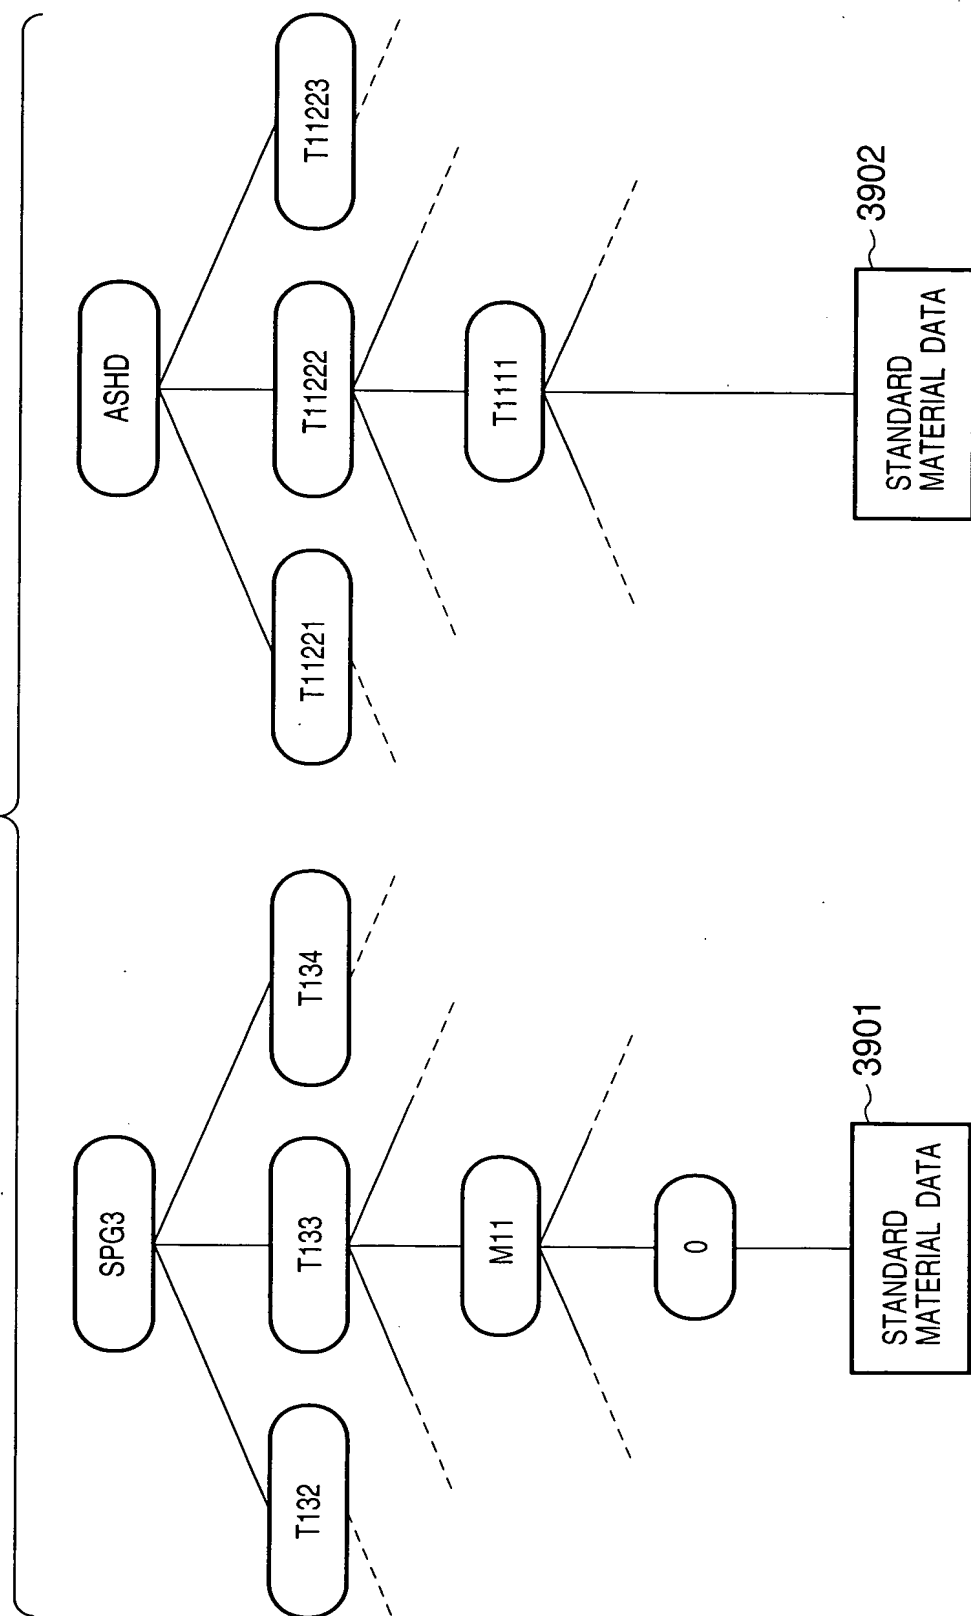 SPG3
T132
T133
T134
M11
0
STANDARD
MATERIAL DATA
3901
ASHD
T11221
T11222
T11223
T1111
STANDARD
MATERIAL DATA
3902